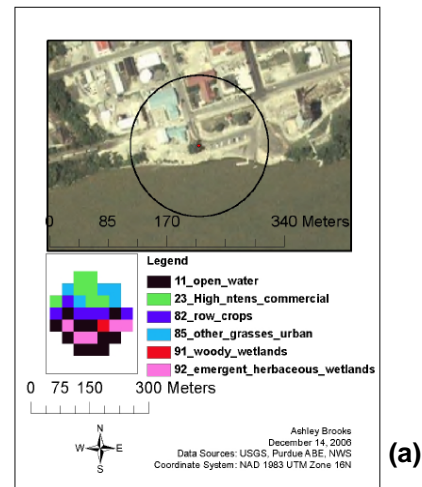 0 85 170 340 Meters
Legend
11_open_water
23_High_ntens_commercial
82_row_crops
85_other_grasses_urban
91_woody_wetlands
92_emergent_herbaceous_wetlands
0 75 150 300 Meters
N
W E
S
Ashley Brooks
December 14, 2006
Data Sources: USGS, Purdue ABE, NWS
Coordinate System: NAD 1983 UTM Zone 16N
(a)